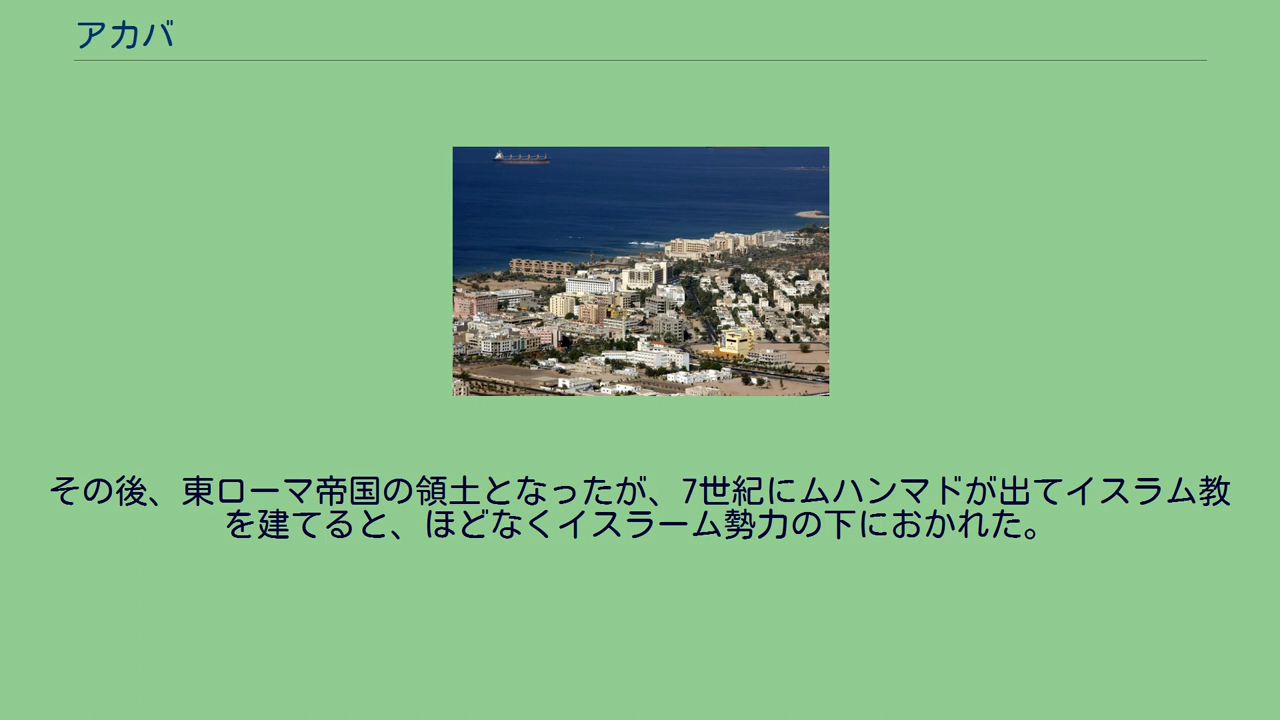 アカバ
その後、東ローマ帝国の領土となったが、7世紀にムハンマドが出てイスラム教
を建てると、ほどなくイスラーム勢力の下におかれた。